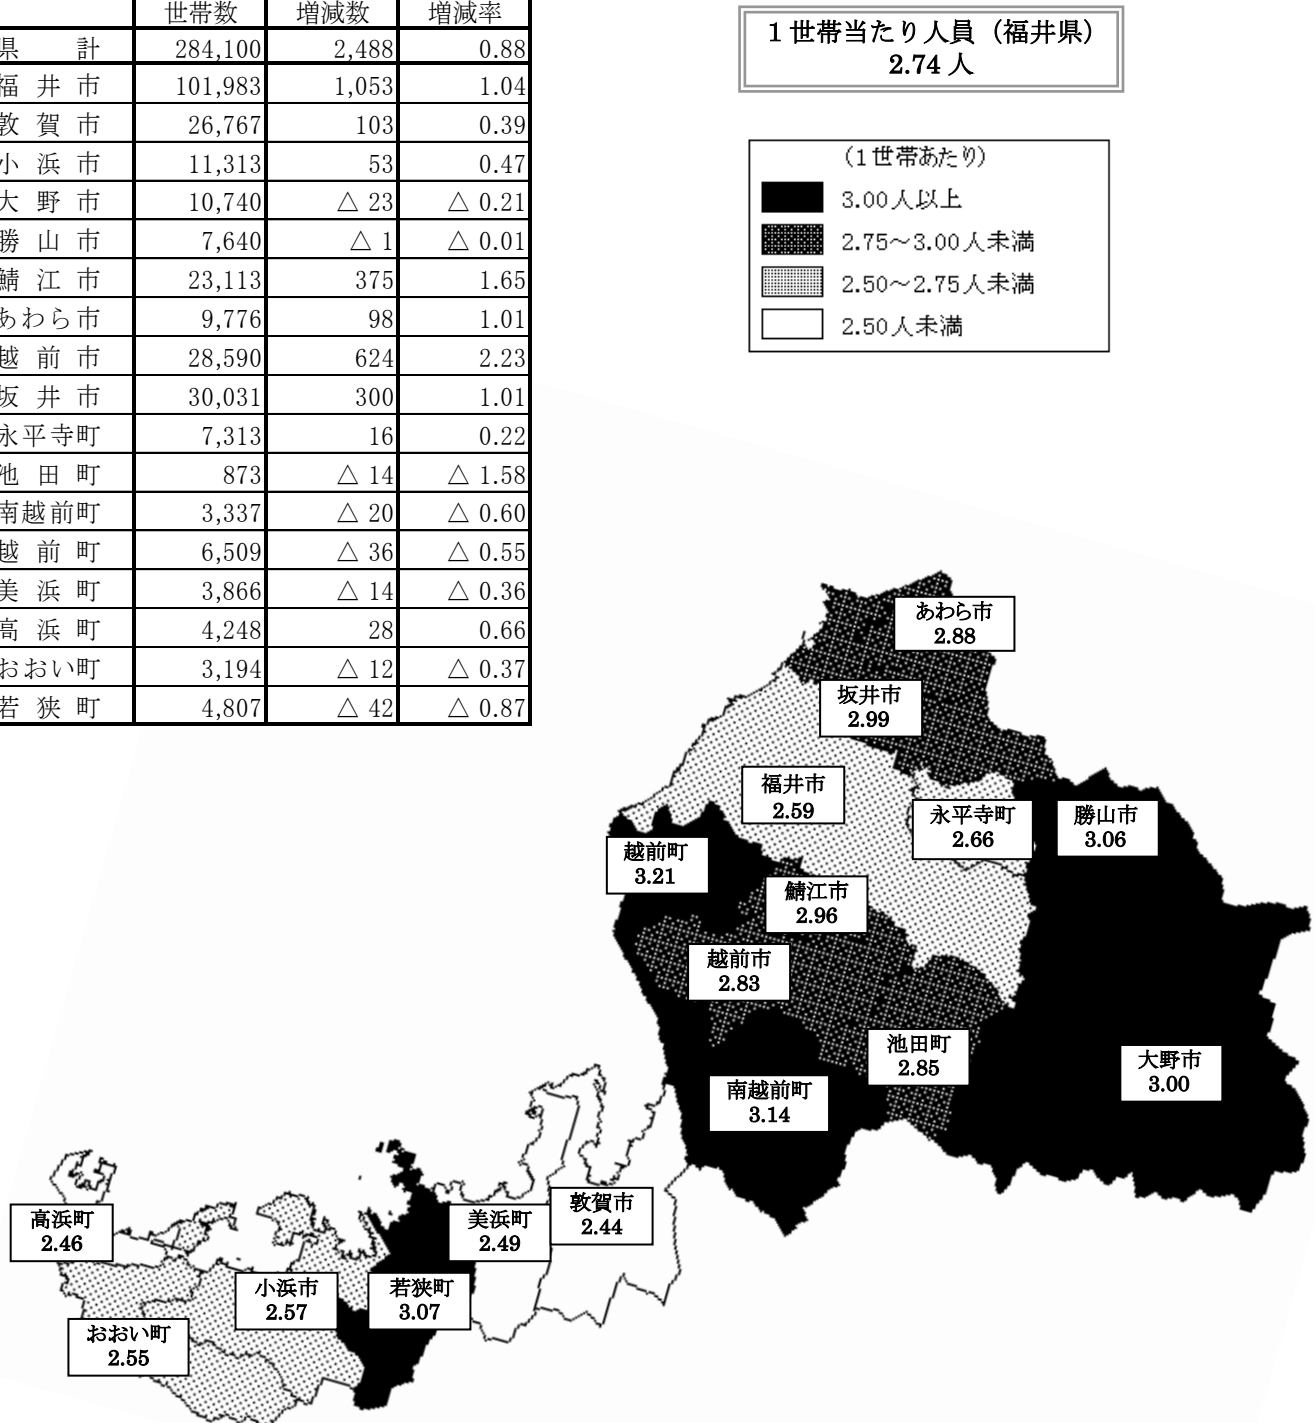 世帯数 増減数 増減率
県 計 284,100 2,488 0.88
福井市 101,983 1,053 1.04
敦賀市 26,767 103 0.39
小浜市 11,313 53 0.47
大野市 10,740 △ 23 △ 0.21
勝山市 7,640 △ 1 △ 0.01
鯖江市 23,113 375 1.65
あわら市 9,776 98 1.01
越前市 28,590 624 2.23
坂井市 30,031 300 1.01
永平寺町 7,313 16 0.22
池田町 873 △ 14 △ 1.58
南越前町 3,337 △ 20 △ 0.60
越前町 6,509 △ 36 △ 0.55
美浜町 3,866 △ 14 △ 0.36
高浜町 4,248 28 0.66
おおい町 3,194 △ 12 △ 0.37
若狭町 4,807 △ 42 △ 0.87
1世帯当たり人員（福井県）
2.74人
(1世帯あたり)
3.00人以上
2.75～3.00人未満
2.50～2.75人未満
2.50人未満
あわら市
2.88
坂井市
2.99
福井市
2.59
永平寺町
2.66
勝山市
3.06
越前町
3.21
鯖江市
2.96
越前市
2.83
池田町
2.85
大野市
3.00
南越前町
3.14
敦賀市
2.44
美浜町
2.49
高浜町
2.46
小浜市
2.57
若狭町
3.07
おおい町
2.55